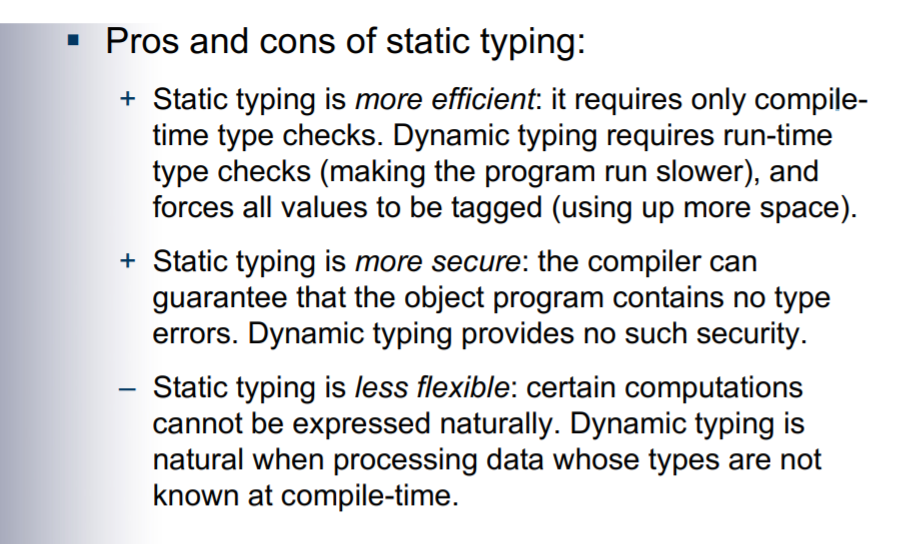 ▪ Pros and cons of static typing:
+ Static typing is more efficient: it requires only compile-
time type checks. Dynamic typing requires run-time
type checks (making the program run slower), and
forces all values to be tagged (using up more space).
+ Static typing is more secure: the compiler can
guarantee that the object program contains no type
errors. Dynamic typing provides no such security.
– Static typing is less flexible: certain computations
cannot be expressed naturally. Dynamic typing is
natural when processing data whose types are not
known at compile-time.